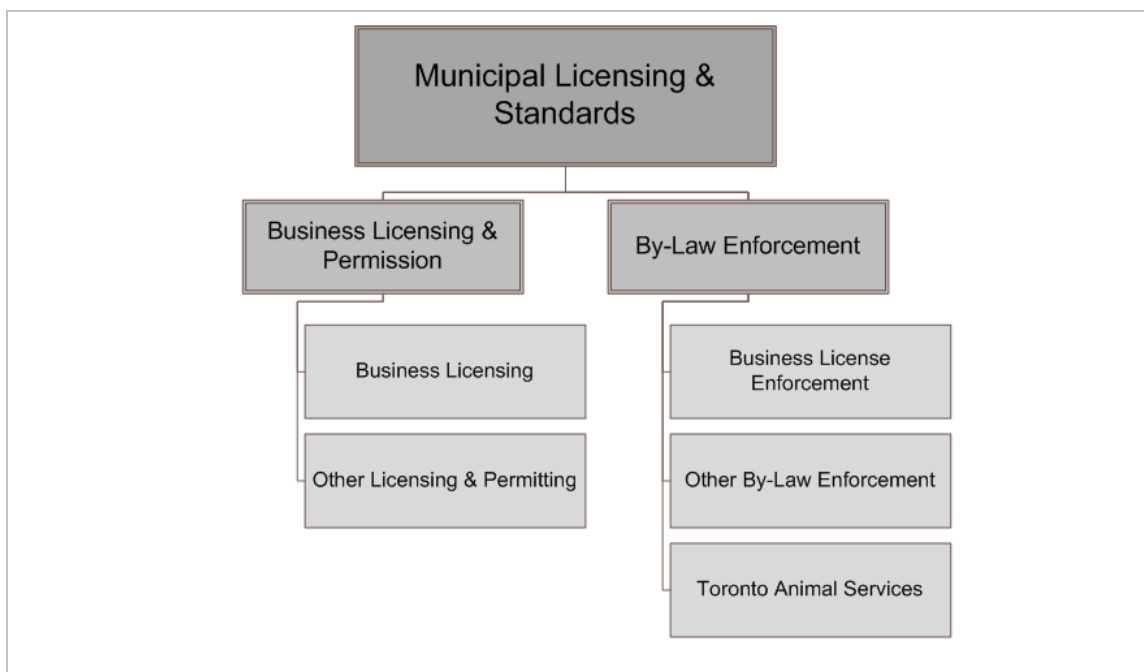 Municipal Licensing &
Standards
Business Licensing &
Permission
By-Law Enforcement
Business Licensing
Business License
Enforcement
Other Licensing & Permitting
Other By-Law Enforcement
Toronto Animal Services